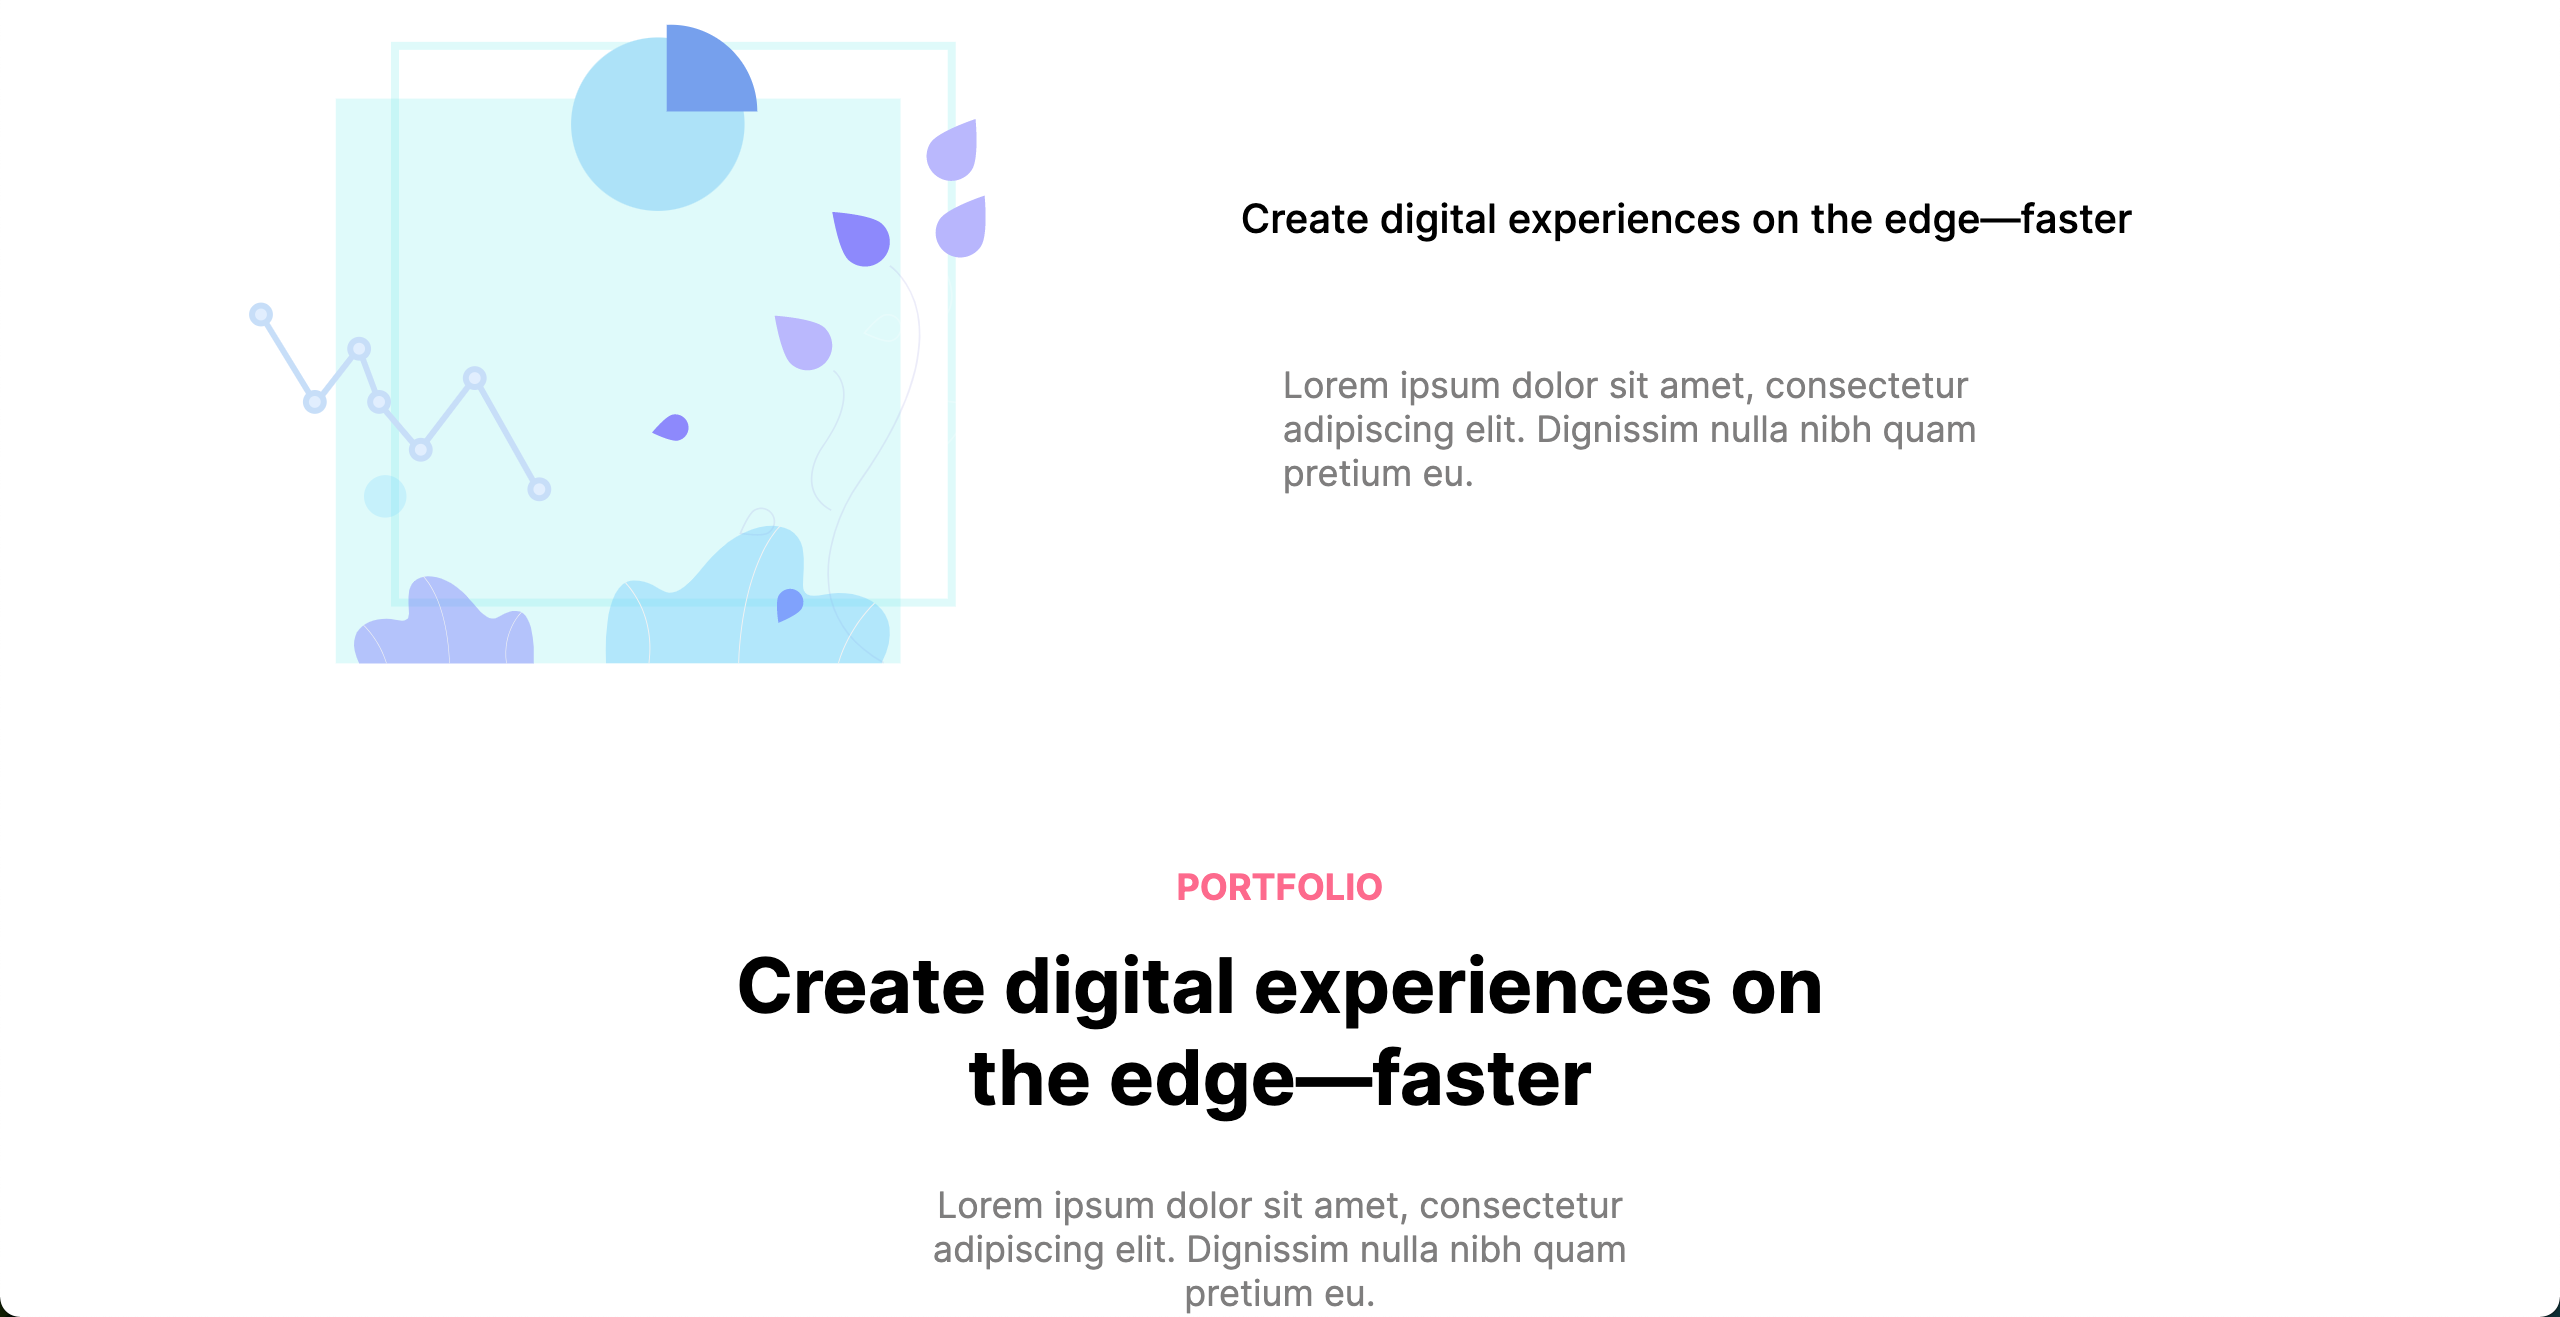 Create digital experiences on the edge—faster
Lorem ipsum dolor sit amet, consectetur
adipiscing elit. Dignissim nulla nibh quam
pretium eu.
PORTFOLIO
Create digital experiences on
the edge—faster
Lorem ipsum dolor sit amet, consectetur
adipiscing elit. Dignissim nulla nibh quam
pretium eu.